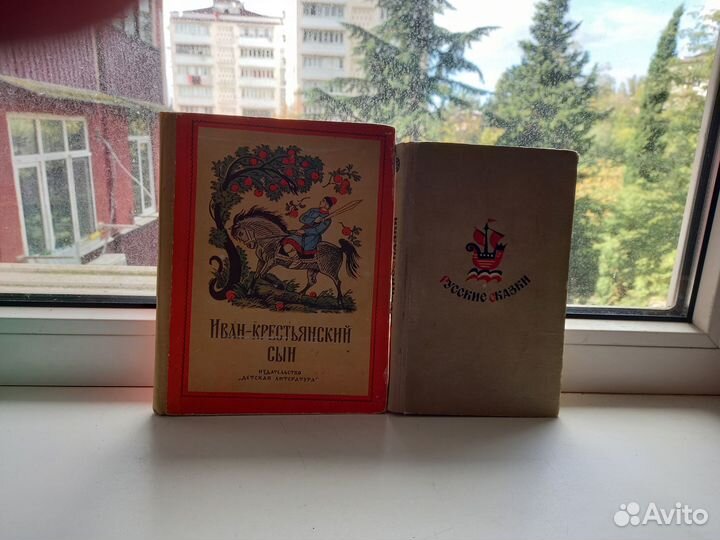 Иван-крестьянский
сын
издательство
„Детская литература"
Русские сказки
Avito